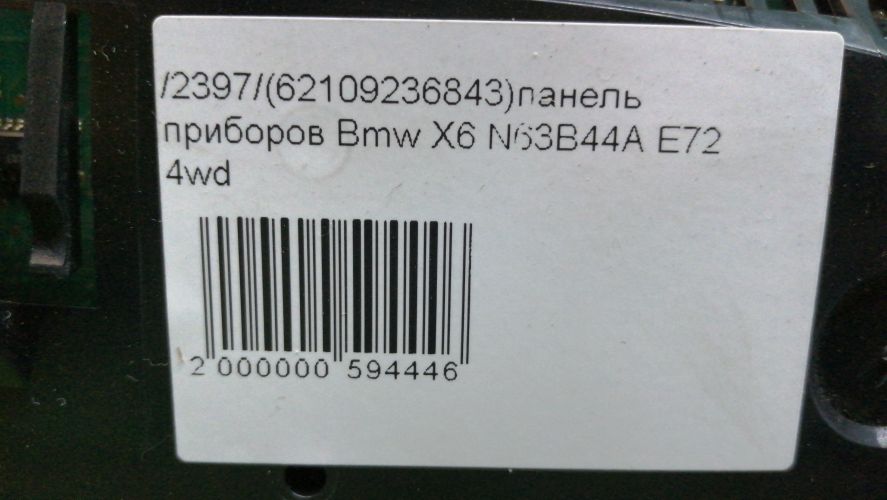 /2397/(62109236843)панель
приборов Bmw X6 N63B44A E72
4wd
2 000000 594446